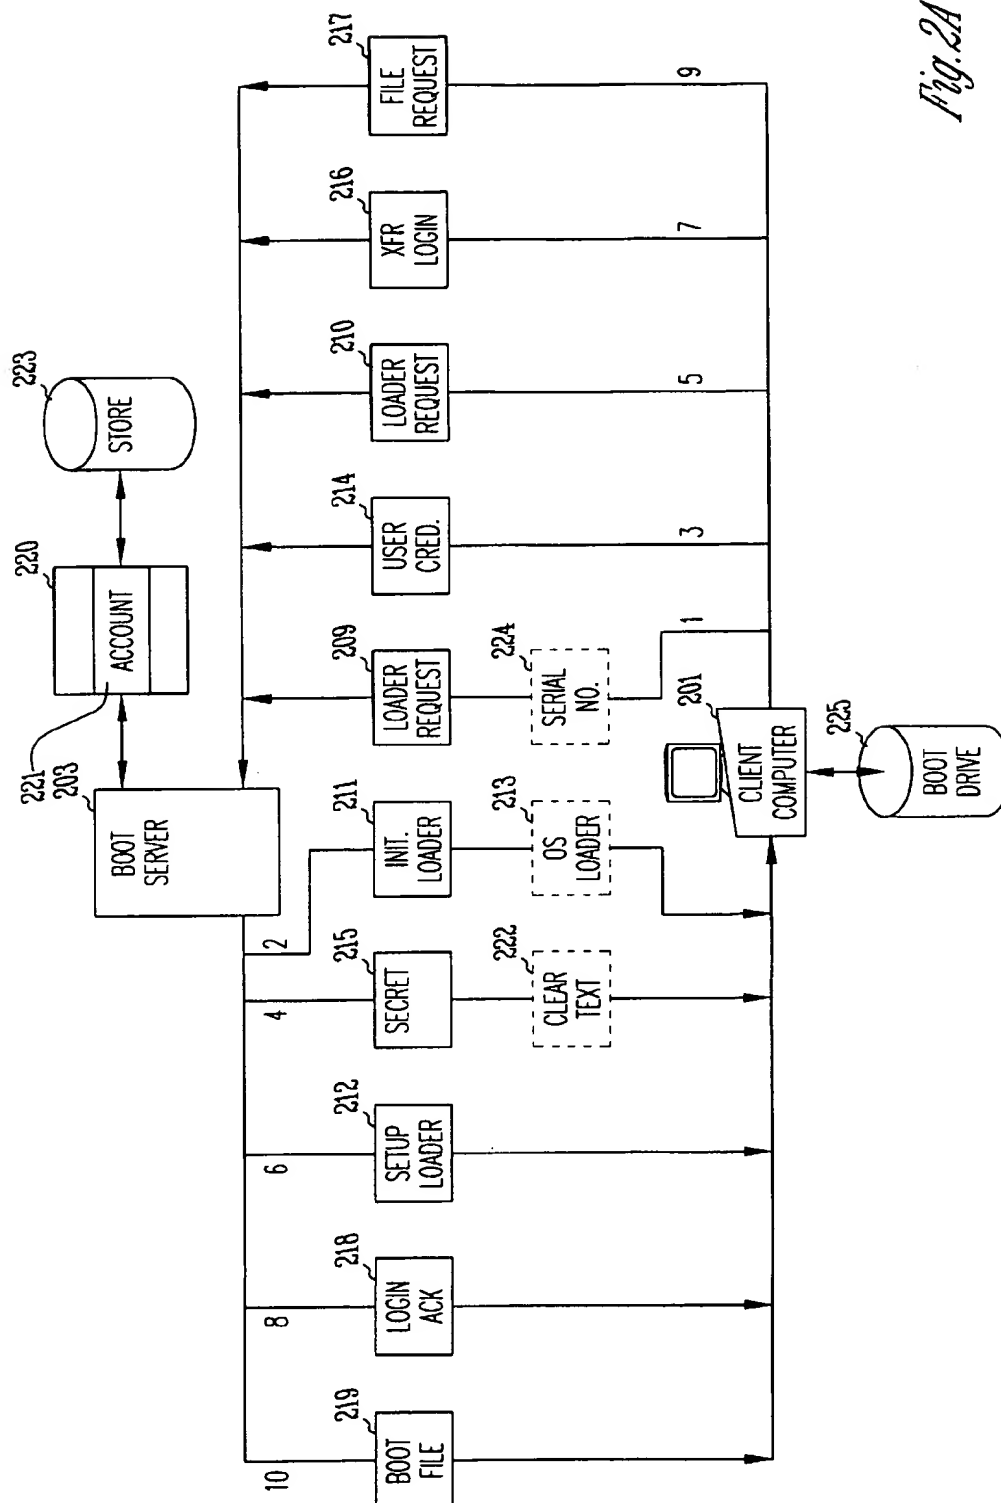 10
BOOT
FILE
219
8
LOGIN
ACK
218
6
SETUP
LOADER
212
4
SECRET
215
CLEAR
TEXT
222
2
INIT.
LOADER
211
OS
LOADER
213
BOOT
SERVER
203
221
ACCOUNT
220
STORE
223
CLIENT
COMPUTER
201
BOOT
DRIVE
225
LOADER
REQUEST
209
SERIAL
NO.
224
1
USER
CRED.
214
3
LOADER
REQUEST
210
5
XFR
LOGIN
216
7
FILE
REQUEST
217
9
Fig. 2A